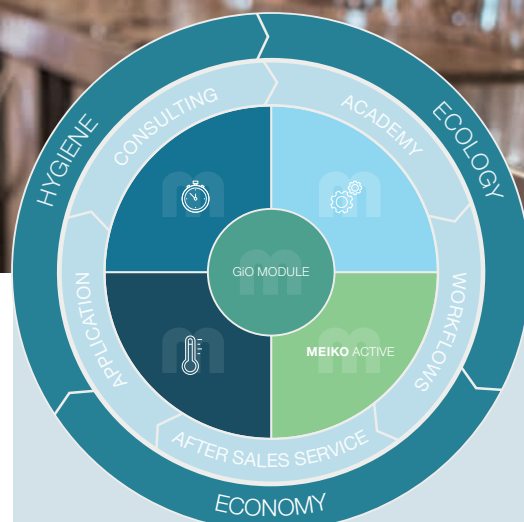 HYGIENE
ECOLOGY
ECONOMY
CONSULTING
ACADEMY
WORKFLOWS
AFTER SALES SERVICE
APPLICATION
GiO MODULE
MEIKO ACTIVE
m
m
m
m
m